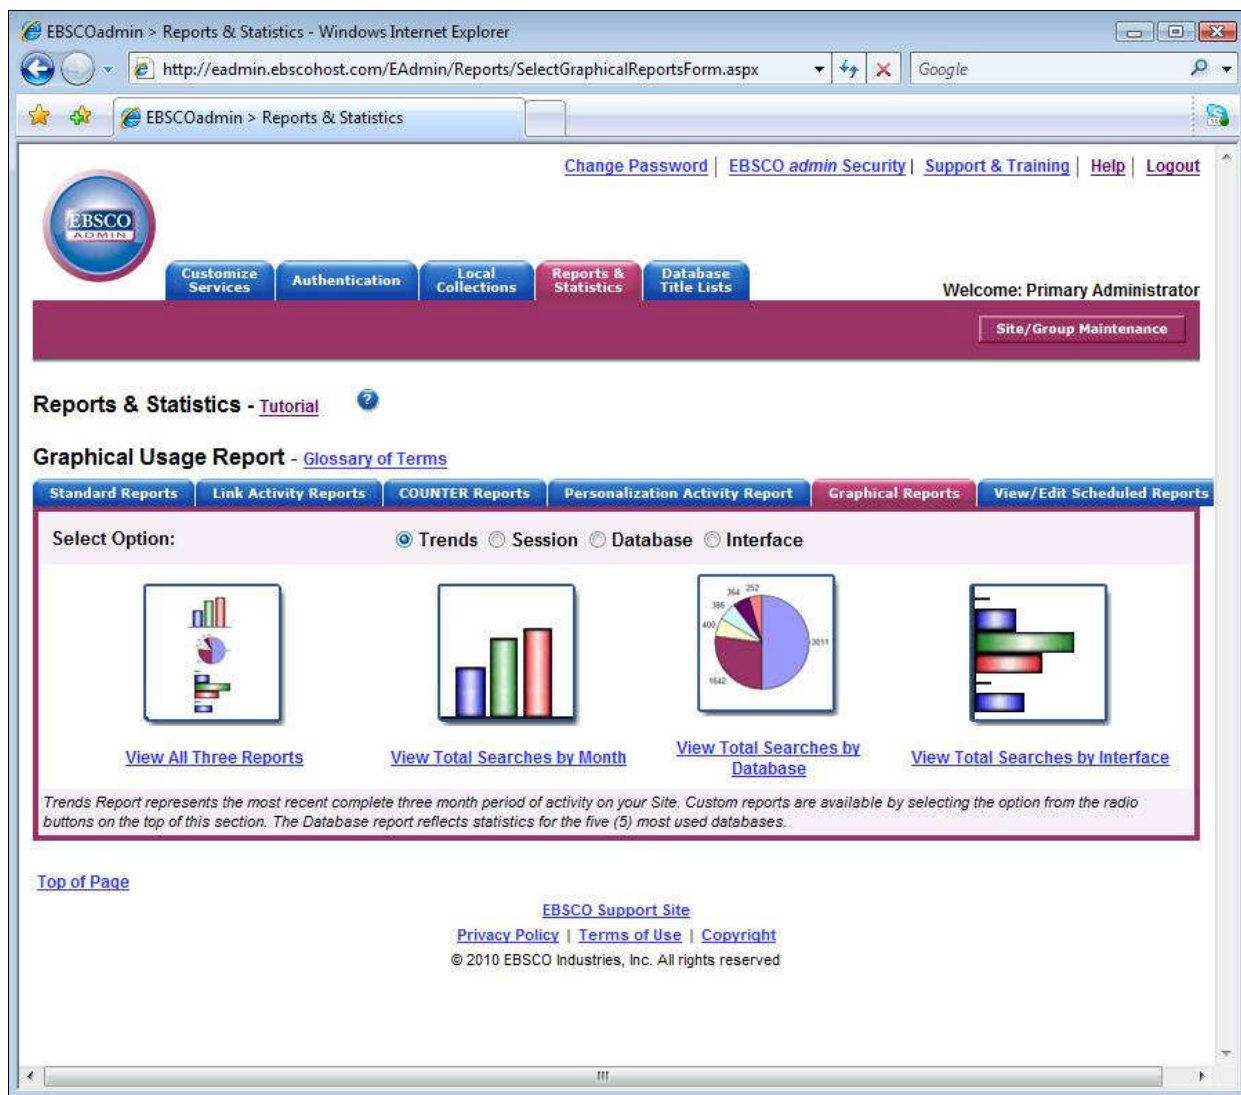 EBSCOadmin > Reports & Statistics - Windows Internet Explorer
http://eadmin.ebscohost.com/EAdmin/Reports/SelectGraphicalReportsForm.aspx Google
EBSCOadmin > Reports & Statistics
Change Password | EBSCO admin Security | Support & Training | Help | Logout
EBSCO
ADMIN
Customize Services Authentication Local Collections Reports & Statistics Database Title Lists
Welcome: Primary Administrator
Site/Group Maintenance
Reports & Statistics - Tutorial ?
Graphical Usage Report - Glossary of Terms
Standard Reports Link Activity Reports COUNTER Reports Personalization Activity Report Graphical Reports View/Edit Scheduled Reports
Select Option: Trends Session Database Interface
364 252
386
400
3011
1642
View All Three Reports View Total Searches by Month View Total Searches by Database View Total Searches by Interface
Trends Report represents the most recent complete three month period of activity on your Site. Custom reports are available by selecting the option from the radio
buttons on the top of this section. The Database report reflects statistics for the five (5) most used databases.
Top of Page
EBSCO Support Site
Privacy Policy | Terms of Use | Copyright
© 2010 EBSCO Industries, Inc. All rights reserved